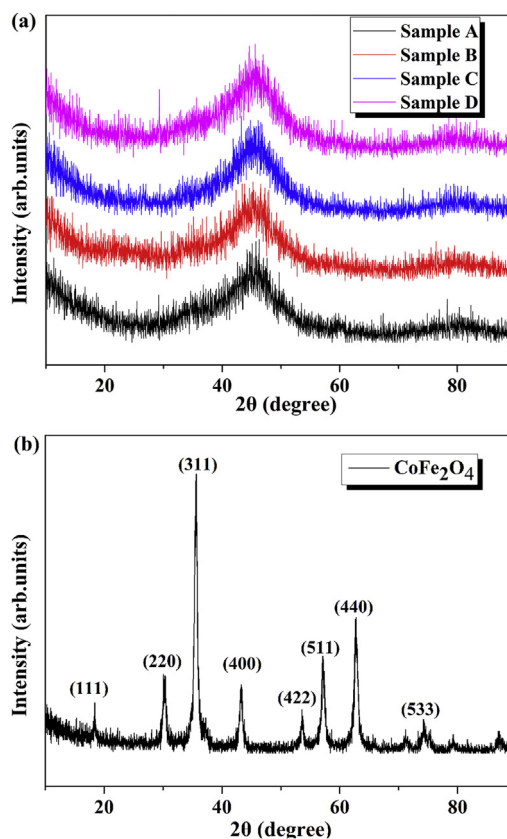 (a)
Sample A
Sample B
Sample C
Sample D
Intensity (arb.units)
20 40 60 80
2θ (degree)
(b)
CoFe₂O₄
(311)
(440)
(511)
(220)
(400)
(111)
(422)
(533)
Intensity (arb.units)
20 40 60 80
2θ (degree)